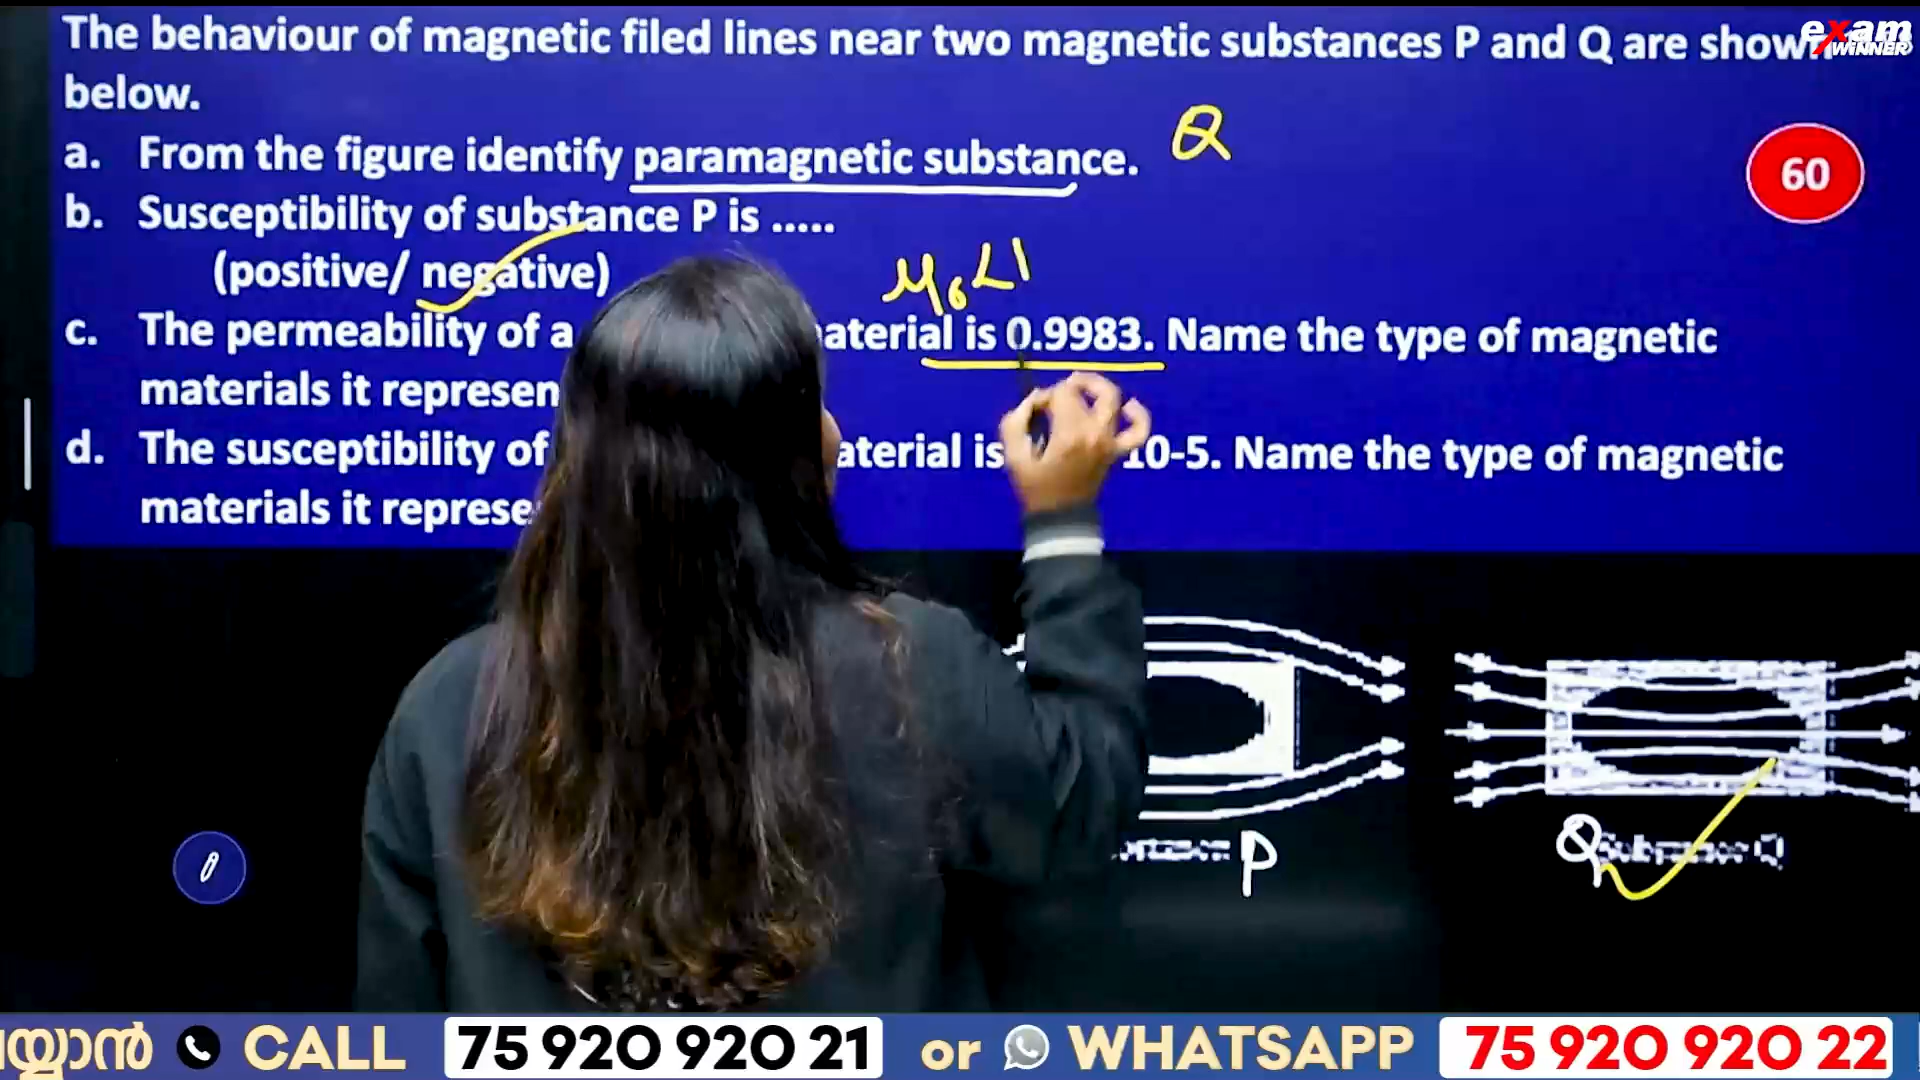 The behaviour of magnetic filed lines near two magnetic substances P and Q are shown
exam
WINNER
below.
a. From the figure identify paramagnetic substance. Q
60
b. Susceptibility of substance P is .....
(positive/ negative)
μ₀<1
c. The permeability of a aterial is 0.9983. Name the type of magnetic
materials it represen
d. The susceptibility of aterial is 10-5. Name the type of magnetic
materials it represe
P
Q Substance Q
യ്യാൻ CALL 75 920 920 21 or WHATSAPP 75 920 920 22